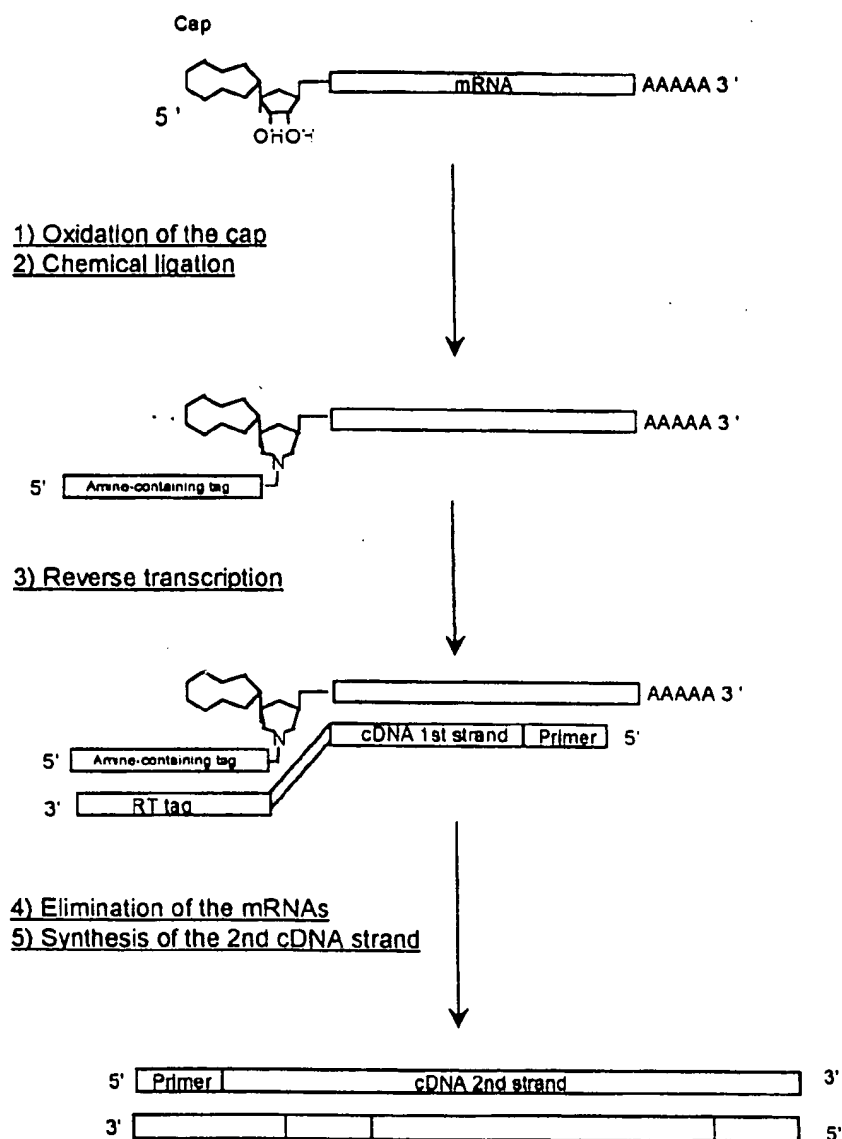 Cap
mRNA AAAAA 3 '
5 '
OHOH
1) Oxidation of the cap
2) Chemical ligation
AAAAA 3 '
N
5' Amine-containing tag
3) Reverse transcription
AAAAA 3 '
N
cDNA 1st strand Primer 5'
5' Amine-containing tag
3' RT tag
4) Elimination of the mRNAs
5) Synthesis of the 2nd cDNA strand
5' Primer cDNA 2nd strand 3'
3' 5'